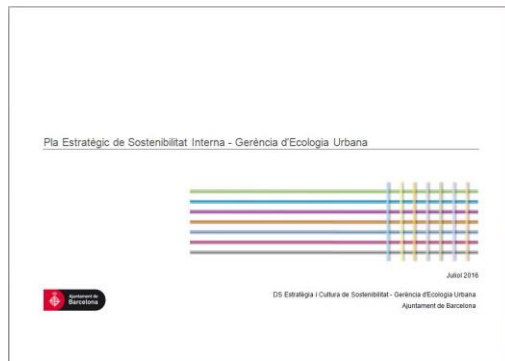 Pla Estratègic de Sostenibilitat Interna - Gerència d'Ecologia Urbana
Juliol 2016
DS Estratègia i Cultura de Sostenibilitat - Gerència d'Ecologia Urbana
Ajuntament de Barcelona
Ajuntament de
Barcelona